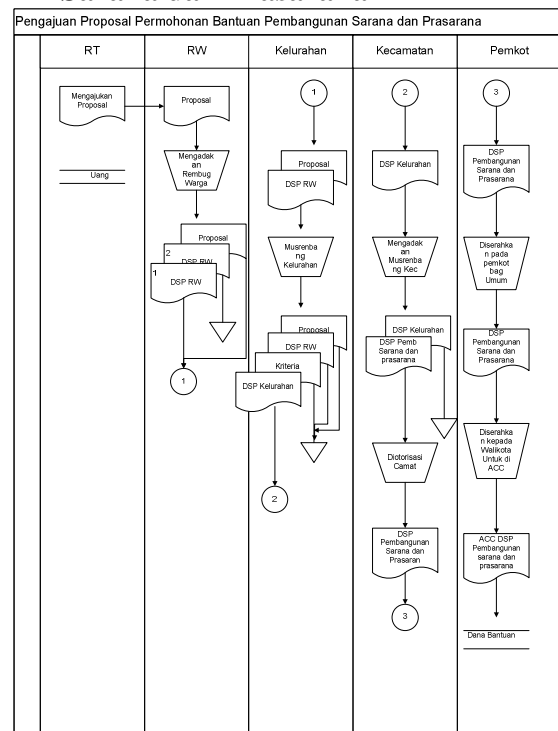 Pengajuan Proposal Permohonan Bantuan Pembangunan Sarana dan Prasarana
RT
RW
Kelurahan
Kecamatan
Pemkot
Mengajukan
Proposal
Uang
Proposal
Mengad
akan
Rembug
Warga
Proposal
2
DSP RW
1
DSP RW
1
1
Proposal
DSP RW
Musrenba
ng
Kelurahan
Proposal
DSP RW
Kriteria
DSP Kelurahan
2
2
DSP Kelurahan
Mengadak
an
Musrenba
ng Kec
DSP Kelurahan
DSP Pemb
Sarana dan
prasarana
Diotorisasi
Camat
DSP
Pembangunan
Sarana dan
Prasaran
3
3
DSP
Pembangunan
Sarana dan
Prasarana
Diserahka
n pada
pemkot
bag
Umum
DSP
Pembangunan
Sarana dan
Prasarana
Diserahka
n kepada
Walikota
Untuk di
ACC
ACC DSP
Pembangunan
sarana dan
prasarana
Dana Bantuan